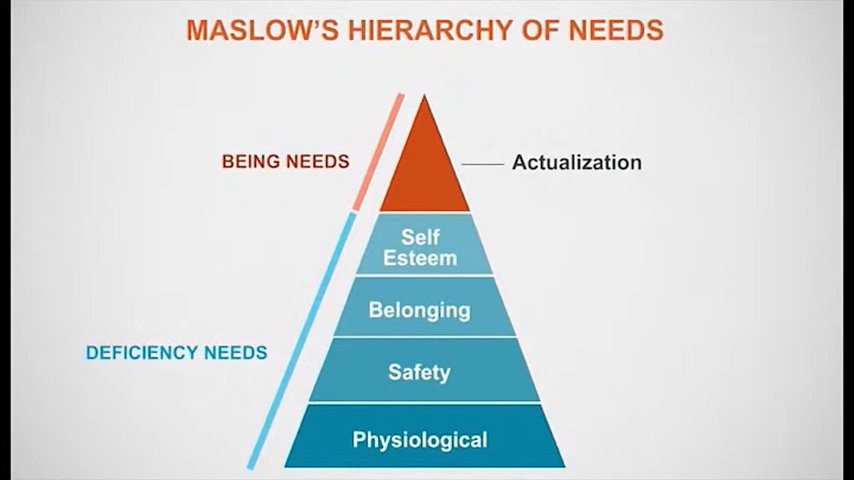 MASLOW'S HIERARCHY OF NEEDS
BEING NEEDS
Actualization
Self
Esteem
Belonging
DEFICIENCY NEEDS
Safety
Physiological